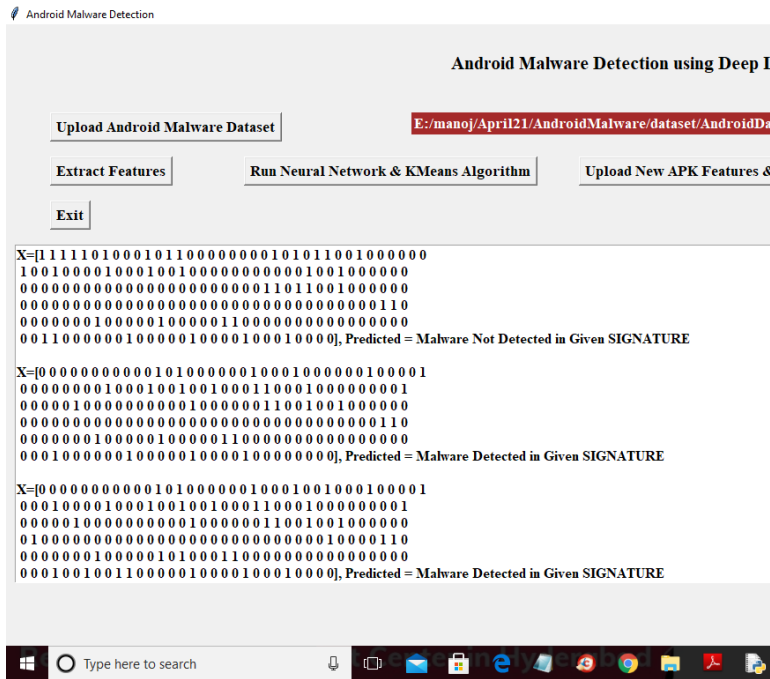 Android Malware Detection
Android Malware Detection using Deep
Upload Android Malware Dataset
E:/manoj/April21/AndroidMalware/dataset/AndroidDa
Extract Features
Run Neural Network & KMeans Algorithm
Upload New APK Features &
Exit
X=[1 1 1 1 1 0 1 0 0 0 1 0 1 1 0 0 0 0 0 0 0 0 1 0 1 0 1 1 0 0 1 0 0 0 0 0 0
1 0 0 1 0 0 0 0 1 0 0 0 1 0 0 1 0 0 0 0 0 0 0 0 0 0 0 1 0 0 1 0 0 0 0 0 0
0 0 0 0 0 0 0 0 0 0 0 0 0 0 0 0 0 0 0 0 0 0 0 1 1 0 1 1 0 0 1 0 0 0 0 0 0
0 0 0 0 0 0 0 0 0 0 0 0 0 0 0 0 0 0 0 0 0 0 0 0 0 0 0 0 0 0 0 0 0 0 1 1 0
0 0 0 0 0 0 0 1 0 0 0 0 0 1 0 0 0 0 0 1 1 0 0 0 0 0 0 0 0 0 0 0 0 0 0 0 0
0 0 1 1 0 0 0 0 0 0 1 0 0 0 0 0 1 0 0 0 0 1 0 0 0 1 0 0 0 0], Predicted = Malware Not Detected in Given SIGNATURE
X=[0 0 0 0 0 0 0 0 0 0 0 1 0 1 0 0 0 0 0 0 1 0 0 0 1 0 0 0 0 0 0 1 0 0 0 0 1
0 0 0 0 0 0 0 0 1 0 0 0 1 0 0 1 0 0 1 0 0 0 1 1 0 0 0 1 0 0 0 0 0 0 0 0 1
0 0 0 0 0 1 0 0 0 0 0 0 0 0 0 0 1 0 0 0 0 0 0 1 1 0 0 1 0 0 1 0 0 0 0 0 0
0 0 0 0 0 0 0 0 0 0 0 0 0 0 0 0 0 0 0 0 0 0 0 0 0 0 0 0 0 0 0 0 0 0 1 1 0
0 0 0 0 0 0 0 1 0 0 0 0 0 1 0 0 0 0 0 1 1 0 0 0 0 0 0 0 0 0 0 0 0 0 0 0 0
0 0 0 1 0 0 0 0 0 0 1 0 0 0 0 0 1 0 0 0 0 1 0 0 0 0 0 0 0 0], Predicted = Malware Detected in Given SIGNATURE
X=[0 0 0 0 0 0 0 0 0 0 0 1 0 1 0 0 0 0 0 0 1 0 0 0 1 0 0 1 0 0 0 1 0 0 0 0 1
0 0 0 1 0 0 0 0 1 0 0 0 1 0 0 1 0 0 1 0 0 0 1 1 0 0 0 1 0 0 0 0 0 0 0 0 1
0 0 0 0 0 1 0 0 0 0 0 0 0 0 0 0 1 0 0 0 0 0 0 1 1 0 0 1 0 0 1 0 0 0 0 0 0
0 1 0 0 0 0 0 0 0 0 0 0 0 0 0 0 0 0 0 0 0 0 0 0 0 0 0 0 0 1 0 0 0 0 1 1 0
0 0 0 0 0 0 0 1 0 0 0 0 0 1 0 1 0 0 0 1 1 0 0 0 0 0 0 0 0 0 0 0 0 0 0 0 0
0 0 0 1 0 0 1 0 0 1 1 0 0 0 0 0 1 0 0 0 0 1 0 0 0 1 0 0 0 0], Predicted = Malware Detected in Given SIGNATURE
Type here to search